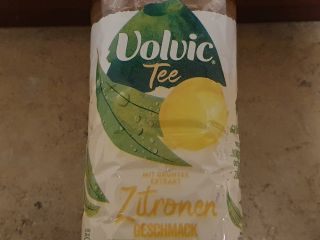 Volvic®
Tee
MIT GRÜNTEE
EXTRAKT
Zitronen
GESCHMACK